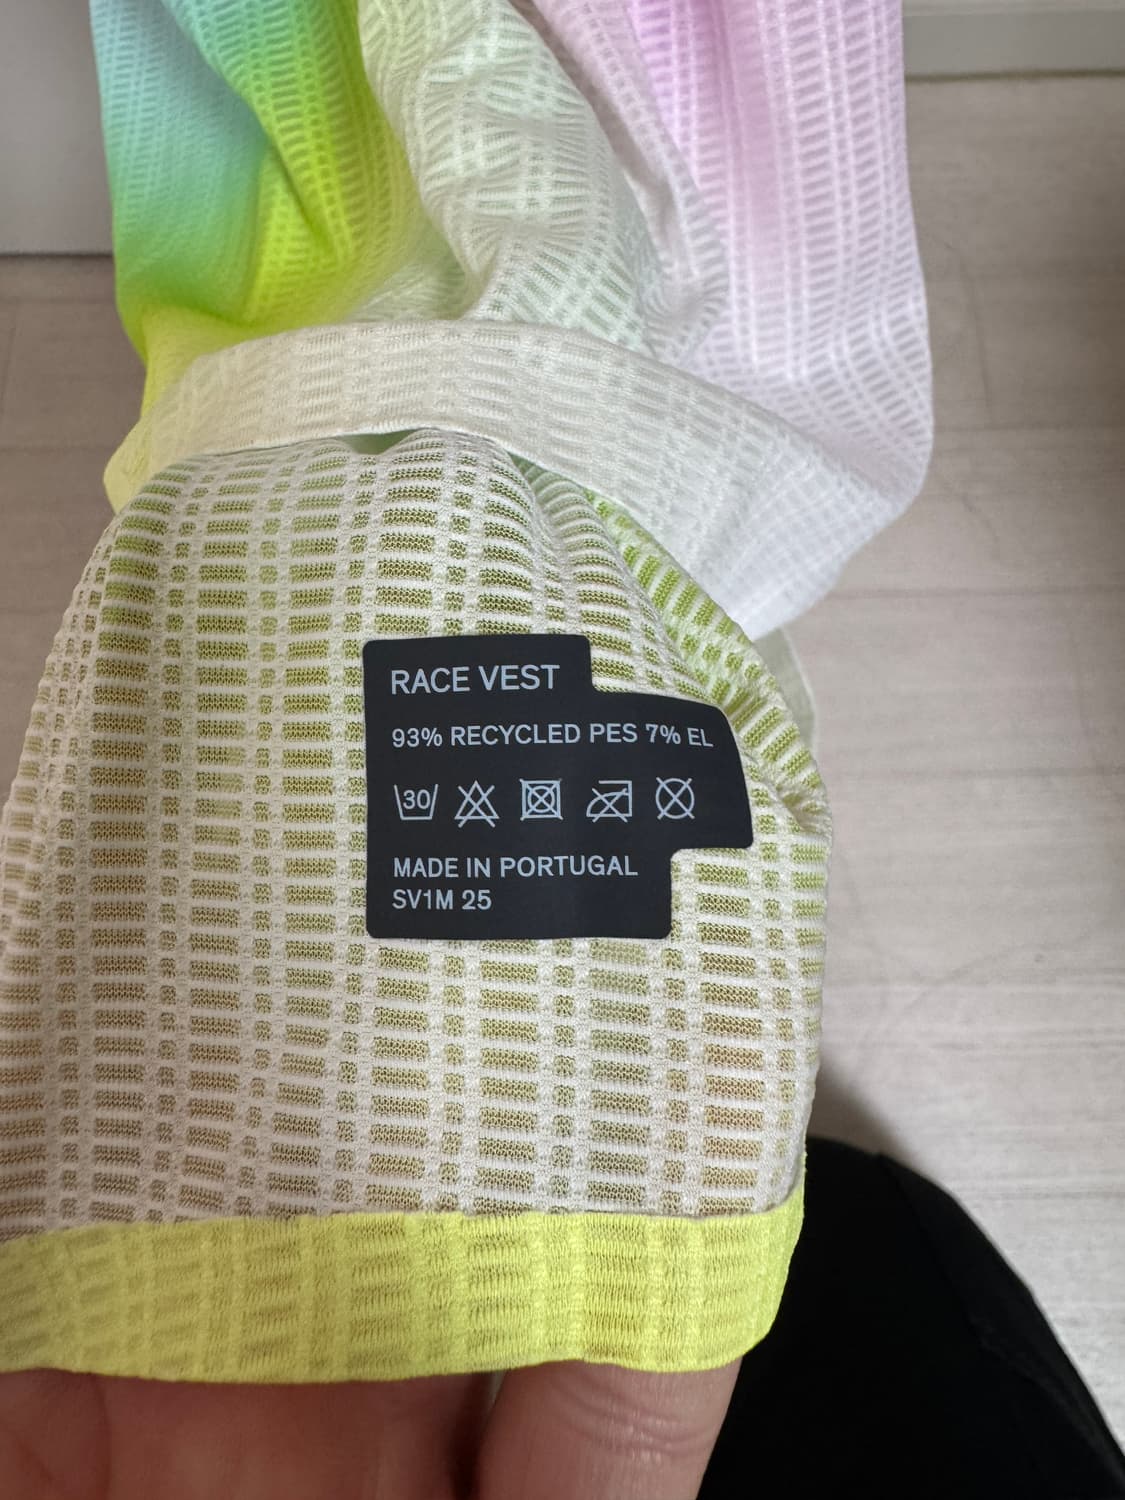 RACE VEST
93% RECYCLED PES 7% EL
30
MADE IN PORTUGAL
SV1M 25